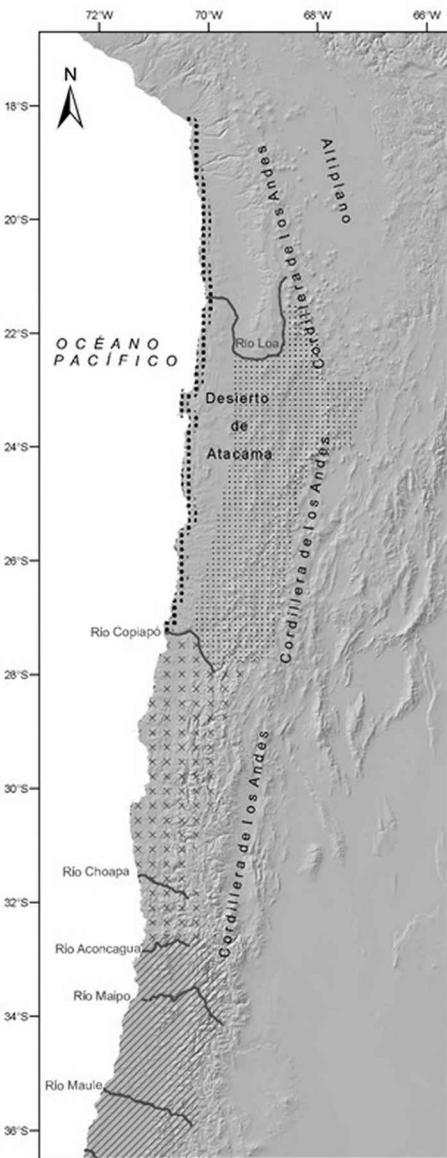 72°W 70°W 68°W 66°W
N
18°S
20°S
22°S
24°S
26°S
28°S
30°S
32°S
34°S
36°S
Altiplano
Cordillera de los Andes
OCÉANO
PACÍFICO
Río Loa
Desierto
de
Atacama
Cordillera de los Andes
Río Copiapó
Cordillera de los Andes
Río Choapa
Río Aconcagua
Río Maipo
Río Maule